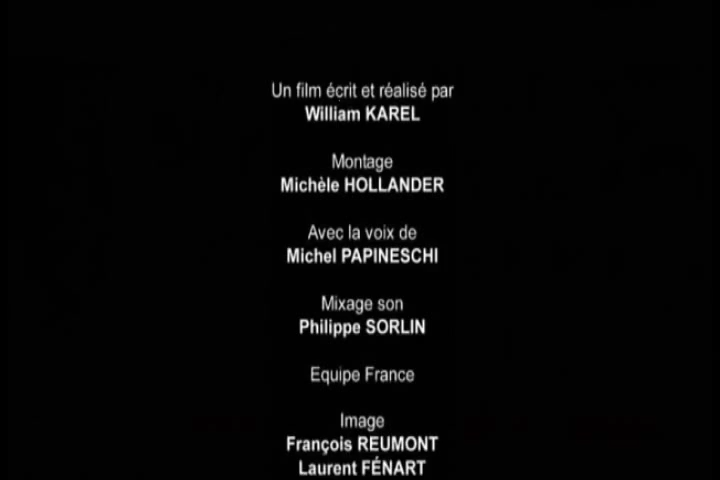 Un film écrit et réalisé par
William KAREL
Montage
Michèle HOLLANDER
Avec la voix de
Michel PAPINESCHI
Mixage son
Philippe SORLIN
Equipe France
Image
François REUMONT
Laurent FÉNART